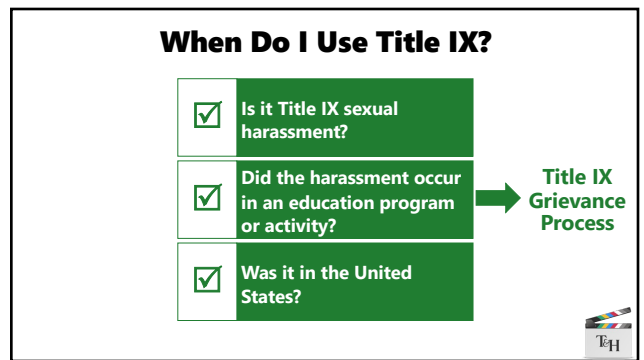 When Do I Use Title IX?
Is it Title IX sexual
harassment?
Did the harassment occur
in an education program
or activity?
Was it in the United
States?
Title IX
Grievance
Process
T&H